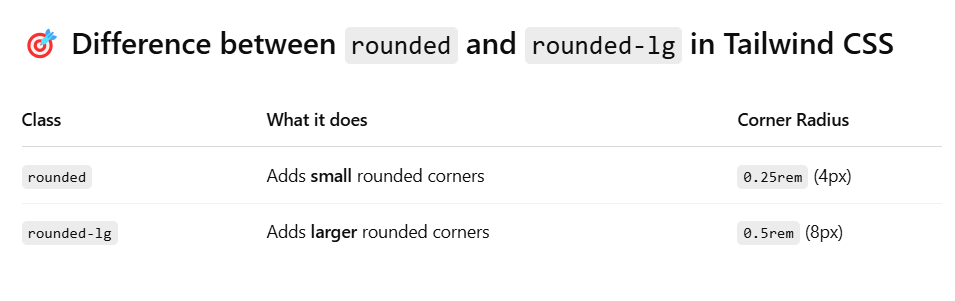 🎯 Difference between rounded and rounded-lg in Tailwind CSS
Class What it does Corner Radius
rounded Adds small rounded corners 0.25rem (4px)
rounded-lg Adds larger rounded corners 0.5rem (8px)